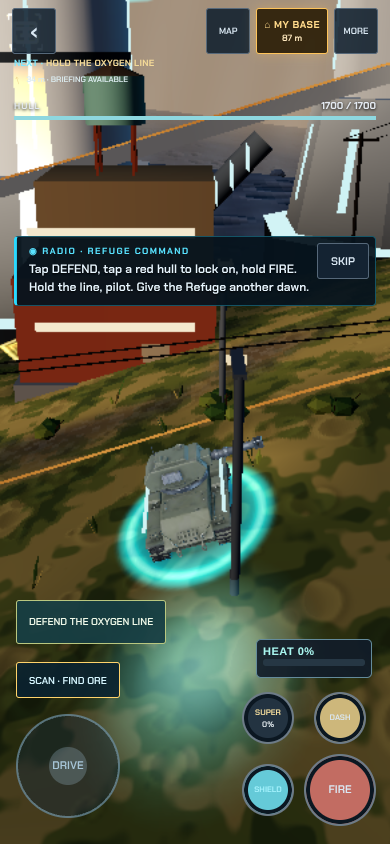 MAP
⌂ MY BASE
87 m
MORE
NEXT · HOLD THE OXYGEN LINE
BRIEFING AVAILABLE
HULL
1700 / 1700
◉ RADIO · REFUGE COMMAND
Tap DEFEND, tap a red hull to lock on, hold FIRE.
Hold the line, pilot. Give the Refuge another dawn.
SKIP
DEFEND THE OXYGEN LINE
HEAT 0%
SCAN · FIND ORE
SUPER
0%
DASH
DRIVE
SHIELD
FIRE